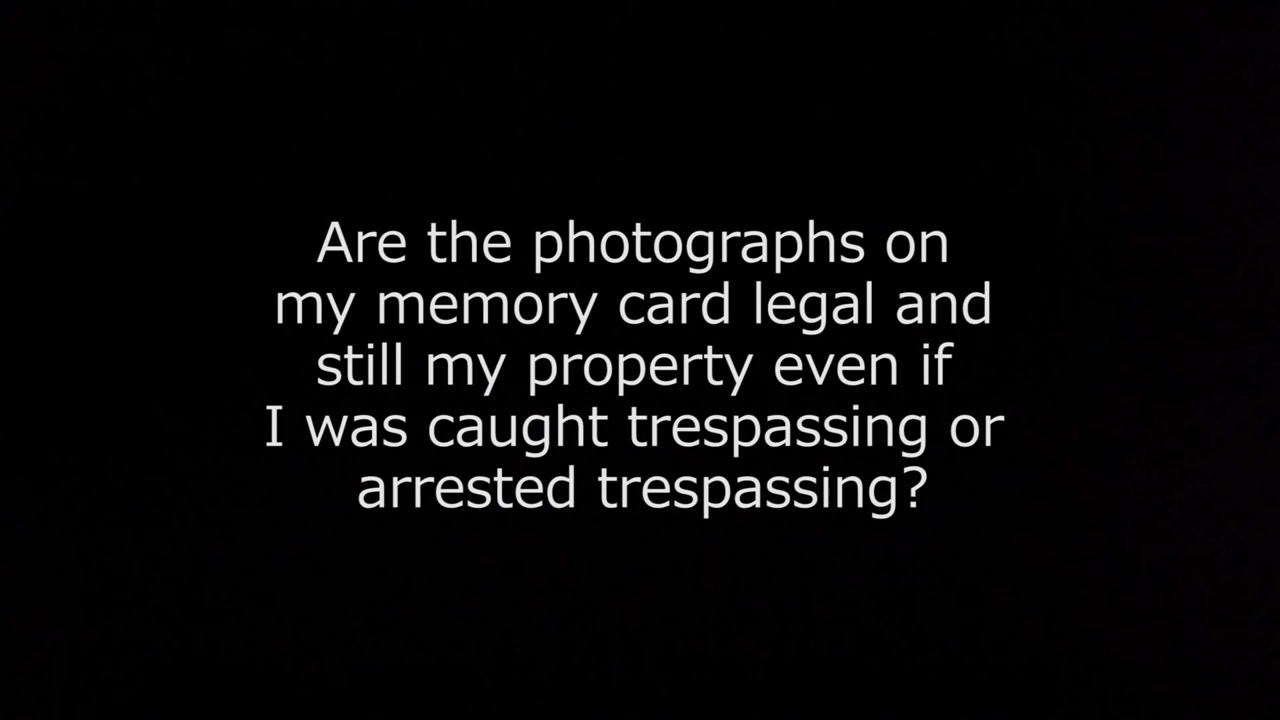 Are the photographs on
my memory card legal and
still my property even if
I was caught trespassing or
arrested trespassing?